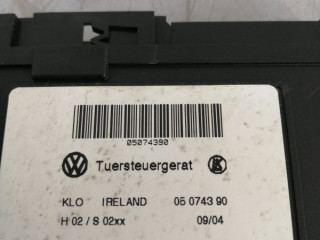 05074390
Tuersteuergerat
KLO IRELAND 05 0743 90
H 02 / S 02xx 09/04